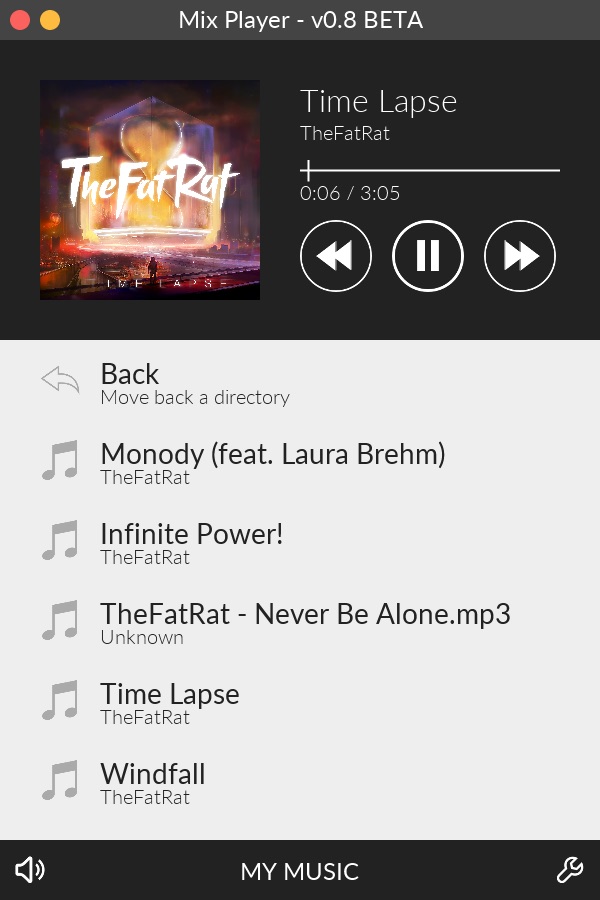 Mix Player - v0.8 BETA
TheFatRat
TIME LAPSE
Time Lapse
TheFatRat
0:06 / 3:05
Back
Move back a directory
Monody (feat. Laura Brehm)
TheFatRat
Infinite Power!
TheFatRat
TheFatRat - Never Be Alone.mp3
Unknown
Time Lapse
TheFatRat
Windfall
TheFatRat
MY MUSIC